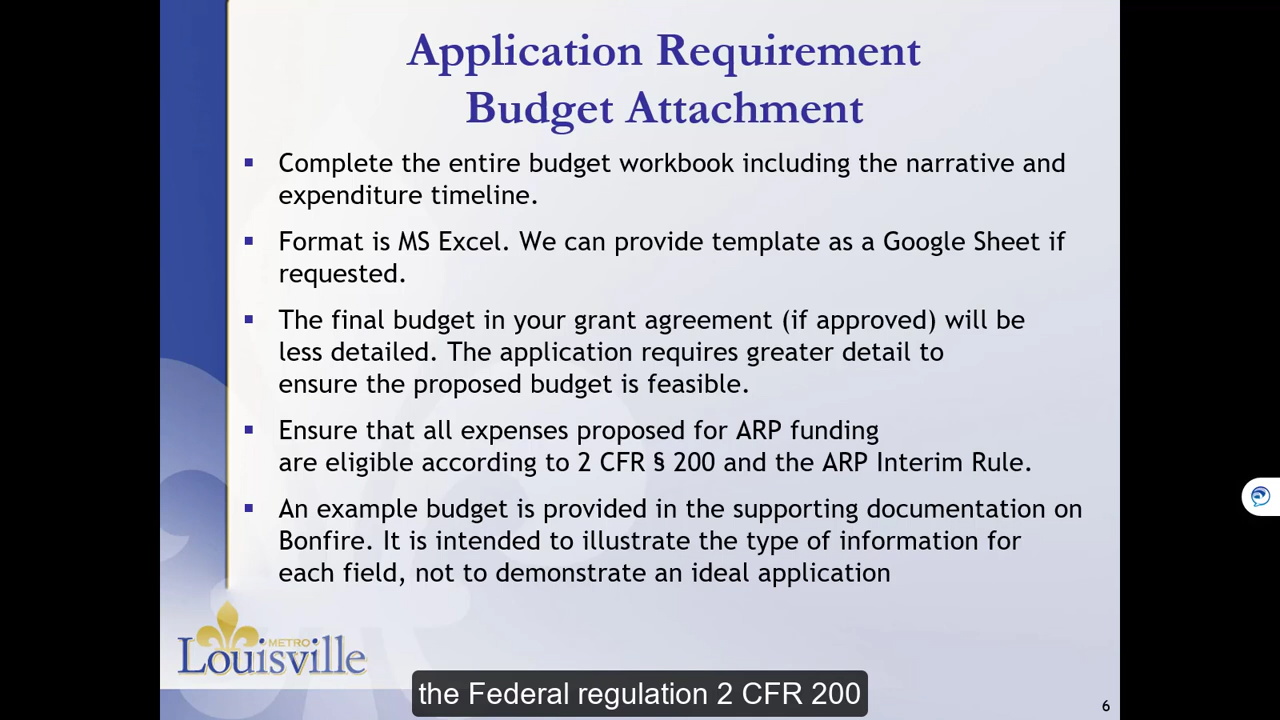 Application Requirement
Budget Attachment
▪ Complete the entire budget workbook including the narrative and
expenditure timeline.
▪ Format is MS Excel. We can provide template as a Google Sheet if
requested.
▪ The final budget in your grant agreement (if approved) will be
less detailed. The application requires greater detail to
ensure the proposed budget is feasible.
▪ Ensure that all expenses proposed for ARP funding
are eligible according to 2 CFR § 200 and the ARP Interim Rule.
▪ An example budget is provided in the supporting documentation on
Bonfire. It is intended to illustrate the type of information for
each field, not to demonstrate an ideal application
METRO
Louisville
the Federal regulation 2 CFR 200
6